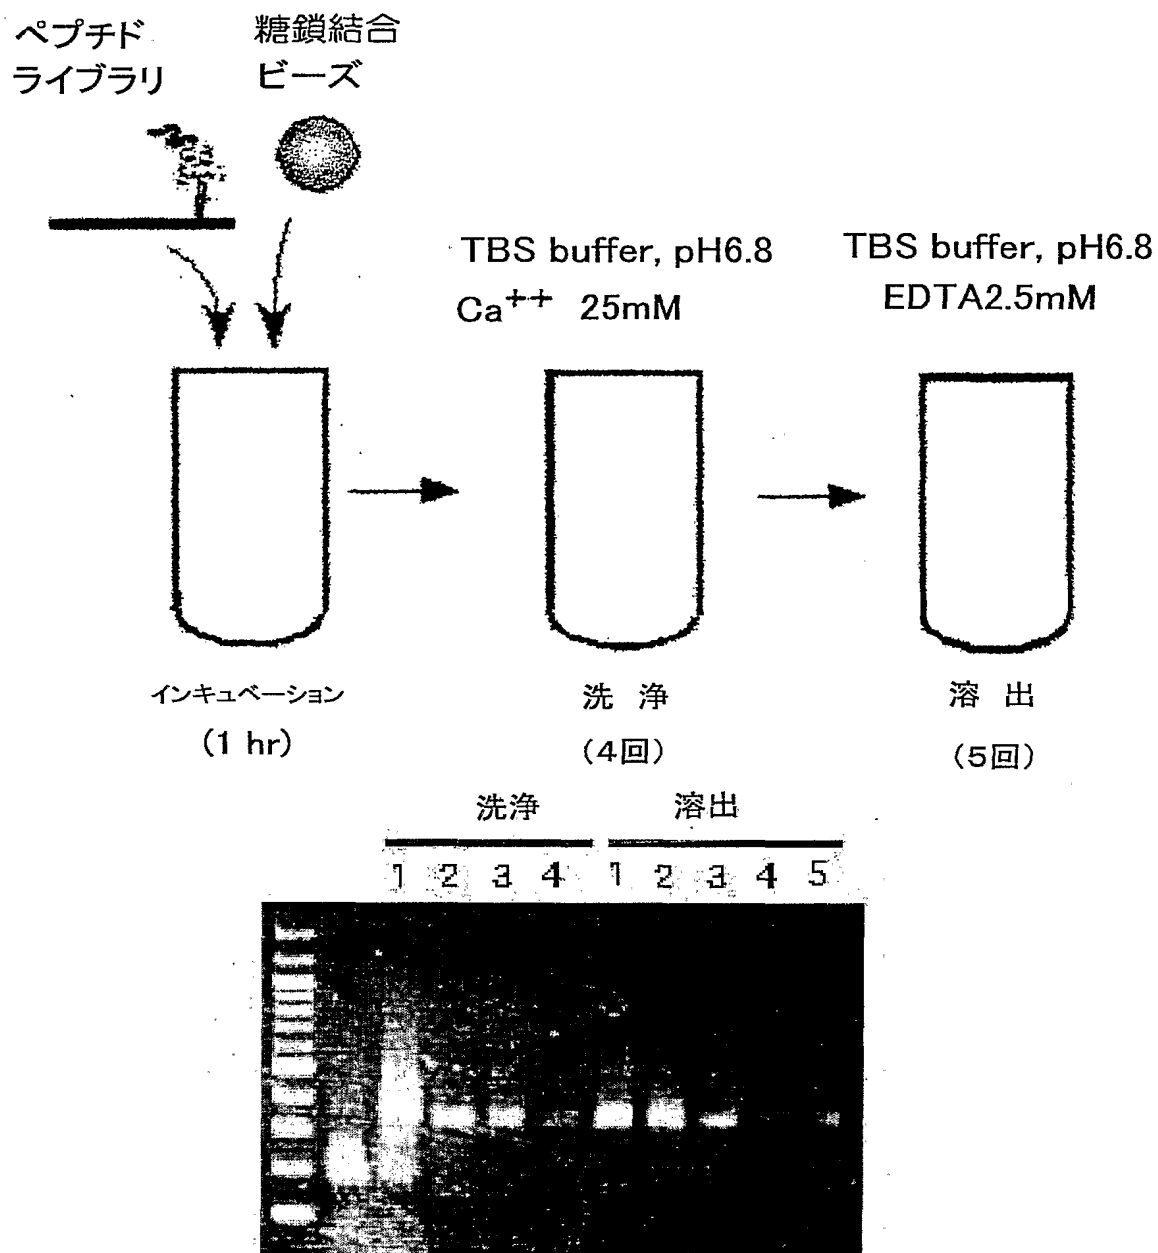 ペプチド
ライブラリ
糖鎖結合
ビーズ
TBS buffer, pH6.8
Ca++ 25mM
TBS buffer, pH6.8
EDTA2.5mM
インキュベーション
(1 hr)
洗 浄
(4回)
溶 出
(5回)
洗浄 溶出
1 2 3 4 1 2 3 4 5